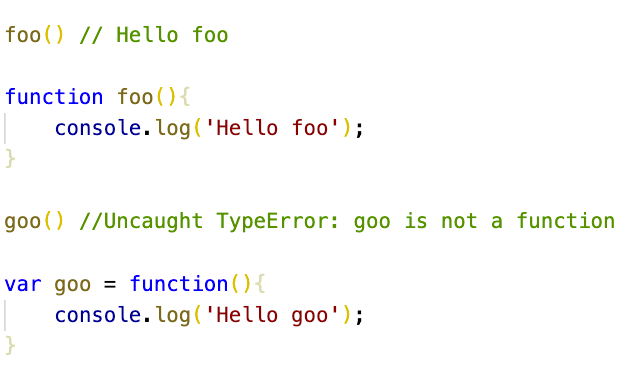 foo() // Hello foo
function foo(){
    console.log('Hello foo');
}
goo() //Uncaught TypeError: goo is not a function
var goo = function(){
    console.log('Hello goo');
}